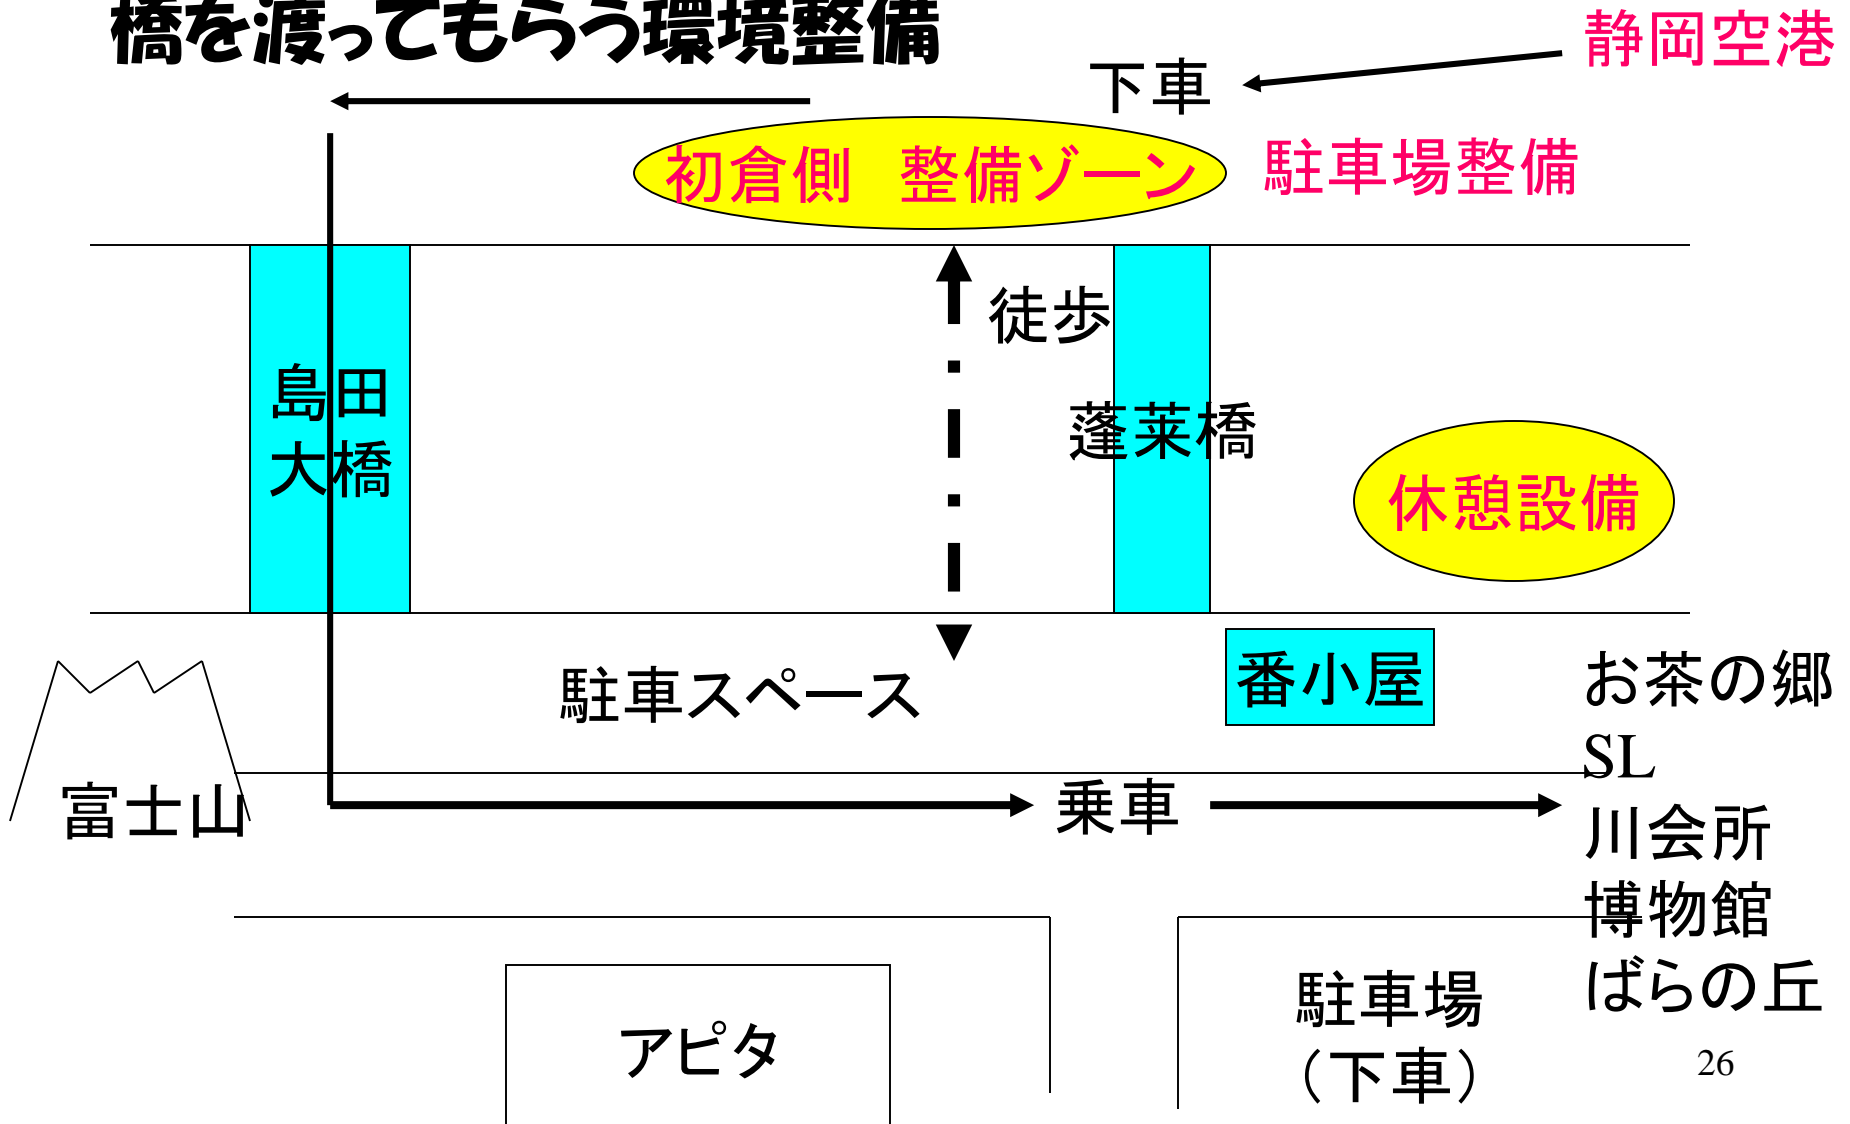 橋を渡ってもらう環境整備
静岡空港
下車
初倉側　整備ゾーン
駐車場整備
徒歩
島田
大橋
蓬莱橋
休憩設備
番小屋
駐車スペース
お茶の郷
SL
川会所
博物館
ばらの丘
富士山
乗車
アピタ
駐車場
（下車）
26